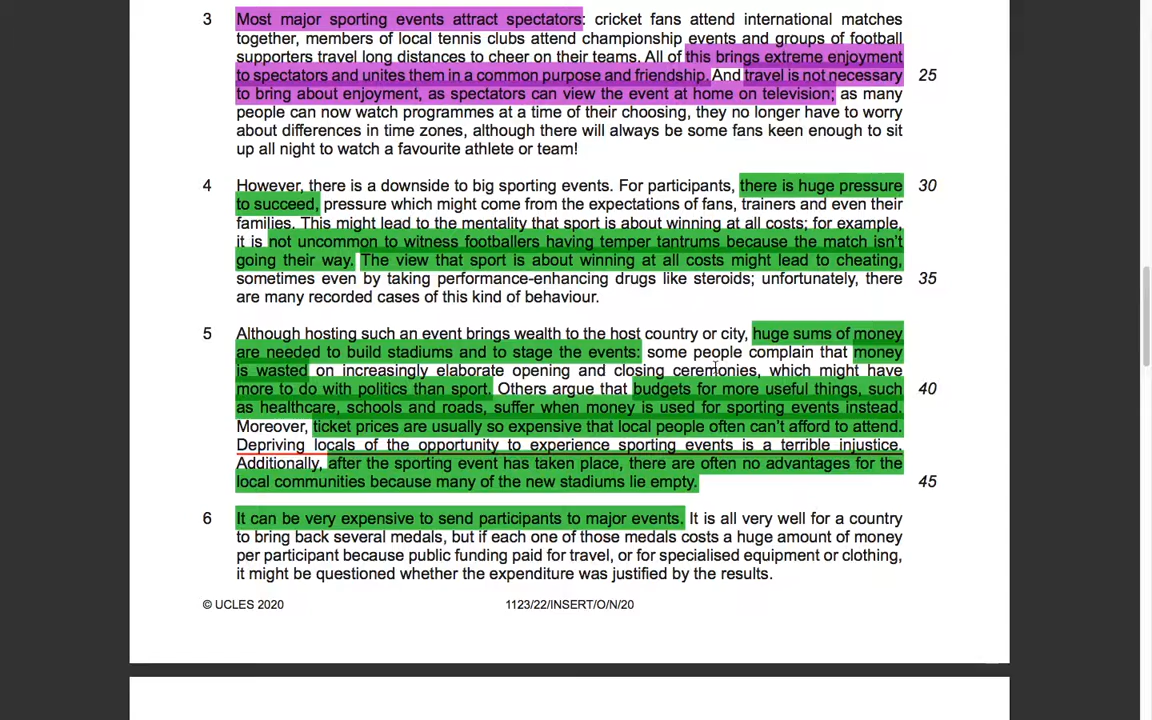 3 Most major sporting events attract spectators: cricket fans attend international matches
together, members of local tennis clubs attend championship events and groups of football
supporters travel long distances to cheer on their teams. All of this brings extreme enjoyment
to spectators and unites them in a common purpose and friendship. And travel is not necessary 25
to bring about enjoyment, as spectators can view the event at home on television; as many
people can now watch programmes at a time of their choosing, they no longer have to worry
about differences in time zones, although there will always be some fans keen enough to sit
up all night to watch a favourite athlete or team!
4 However, there is a downside to big sporting events. For participants, there is huge pressure 30
to succeed, pressure which might come from the expectations of fans, trainers and even their
families. This might lead to the mentality that sport is about winning at all costs; for example,
it is not uncommon to witness footballers having temper tantrums because the match isn't
going their way. The view that sport is about winning at all costs might lead to cheating,
sometimes even by taking performance-enhancing drugs like steroids; unfortunately, there 35
are many recorded cases of this kind of behaviour.
5 Although hosting such an event brings wealth to the host country or city, huge sums of money
are needed to build stadiums and to stage the events: some people complain that money
is wasted on increasingly elaborate opening and closing ceremonies, which might have
more to do with politics than sport. Others argue that budgets for more useful things, such 40
as healthcare, schools and roads, suffer when money is used for sporting events instead.
Moreover, ticket prices are usually so expensive that local people often can't afford to attend.
Depriving locals of the opportunity to experience sporting events is a terrible injustice.
Additionally, after the sporting event has taken place, there are often no advantages for the
local communities because many of the new stadiums lie empty. 45
6 It can be very expensive to send participants to major events. It is all very well for a country
to bring back several medals, but if each one of those medals costs a huge amount of money
per participant because public funding paid for travel, or for specialised equipment or clothing,
it might be questioned whether the expenditure was justified by the results.
© UCLES 2020 1123/22/INSERT/O/N/20